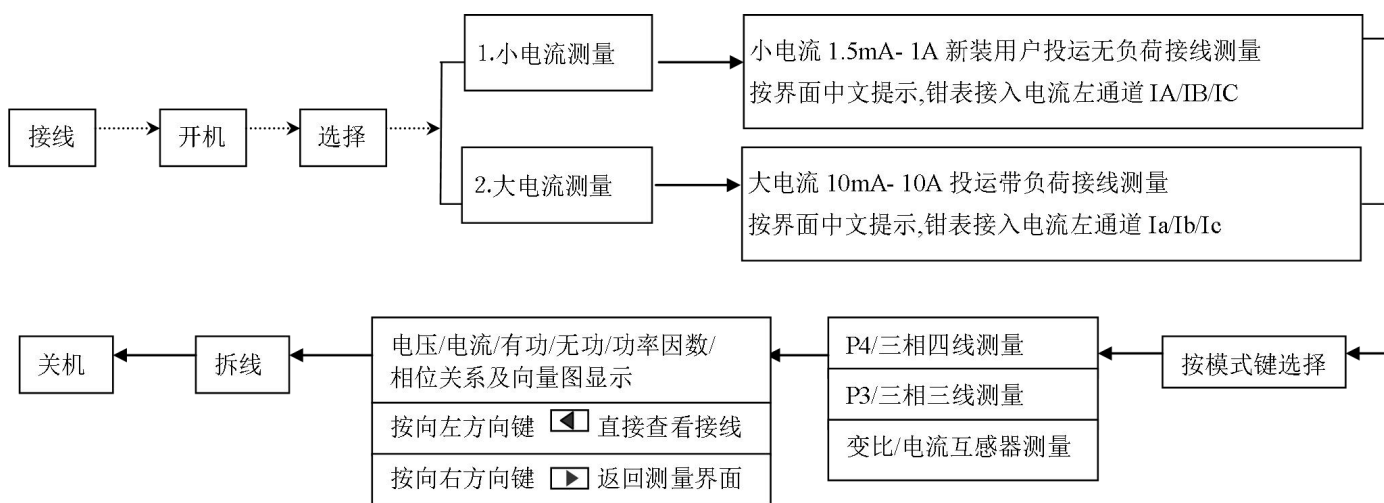 接线
开机
选择
1.小电流测量
小电流 1.5mA- 1A 新装用户投运无负荷接线测量
按界面中文提示,钳表接入电流左通道 IA/IB/IC
2.大电流测量
大电流 10mA- 10A 投运带负荷接线测量
按界面中文提示,钳表接入电流左通道 Ia/Ib/Ic
按模式键选择
P4/三相四线测量
P3/三相三线测量
变比/电流互感器测量
电压/电流/有功/无功/功率因数/
相位关系及向量图显示
按向左方向键 直接查看接线
按向右方向键 返回测量界面
拆线
关机